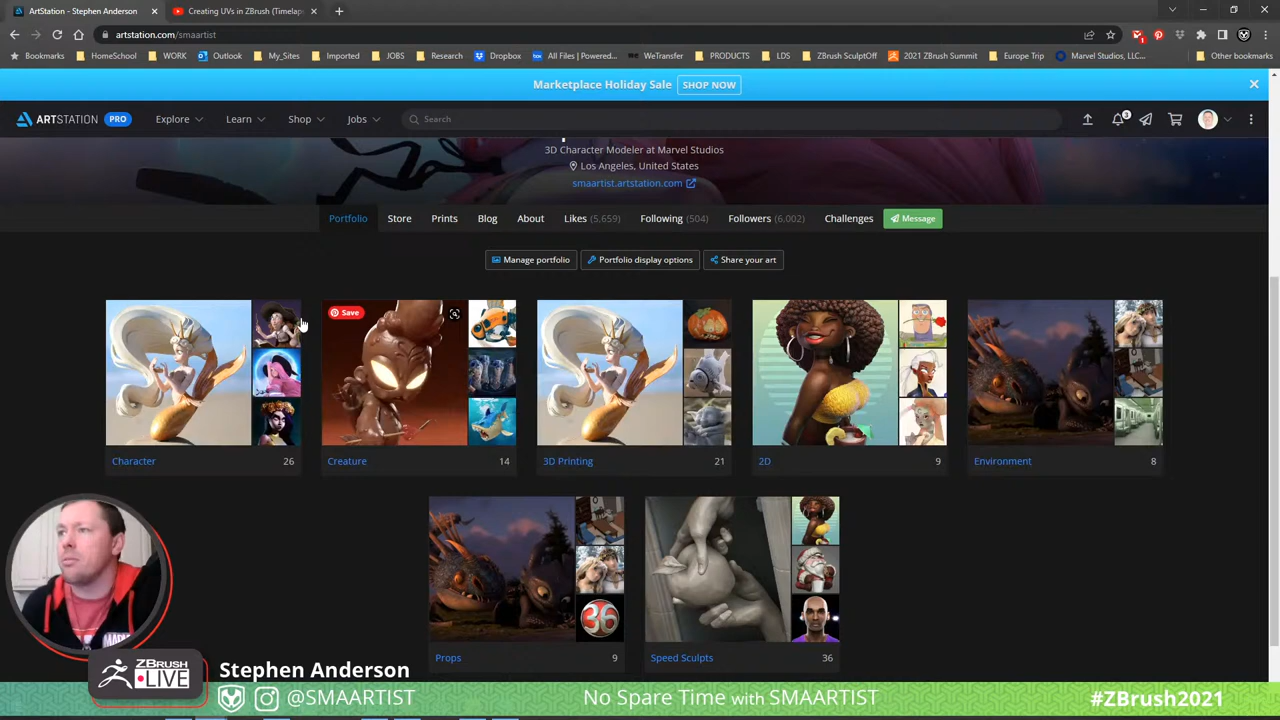 ArtStation - Stephen Anderson
Creating UVs in ZBrush (Timelap
artstation.com/smaartist
Bookmarks
HomeSchool
WORK
Outlook
My_Sites
Imported
JOBS
Reserach
Dropbox
All Files | Powered...
WeTransfer
PRODUCTS
LDS
ZBrush SculptOff
2021 ZBrush Summit
Europe Trip
Marvel Studios, LLC...
Other bookmarks
Marketplace Holiday Sale
SHOP NOW
ARTSTATION
PRO
Explore
Learn
Shop
Jobs
Search
3
3D Character Modeler at Marvel Studios
Los Angeles, United States
smaartist.artstation.com
Portfolio
Store
Prints
Blog
About
Likes (5,659)
Following (504)
Followers (6,002)
Challenges
Message
Manage portfolio
Portfolio display options
Share your art
Save
Character 26
Creature 14
3D Printing 21
2D 9
Environment 8
36
Props 9
Speed Sculpts 36
ZBRUSH
LIVE
Stephen Anderson
@SMAARTIST
No Spare Time with SMAARTIST
#ZBrush2021